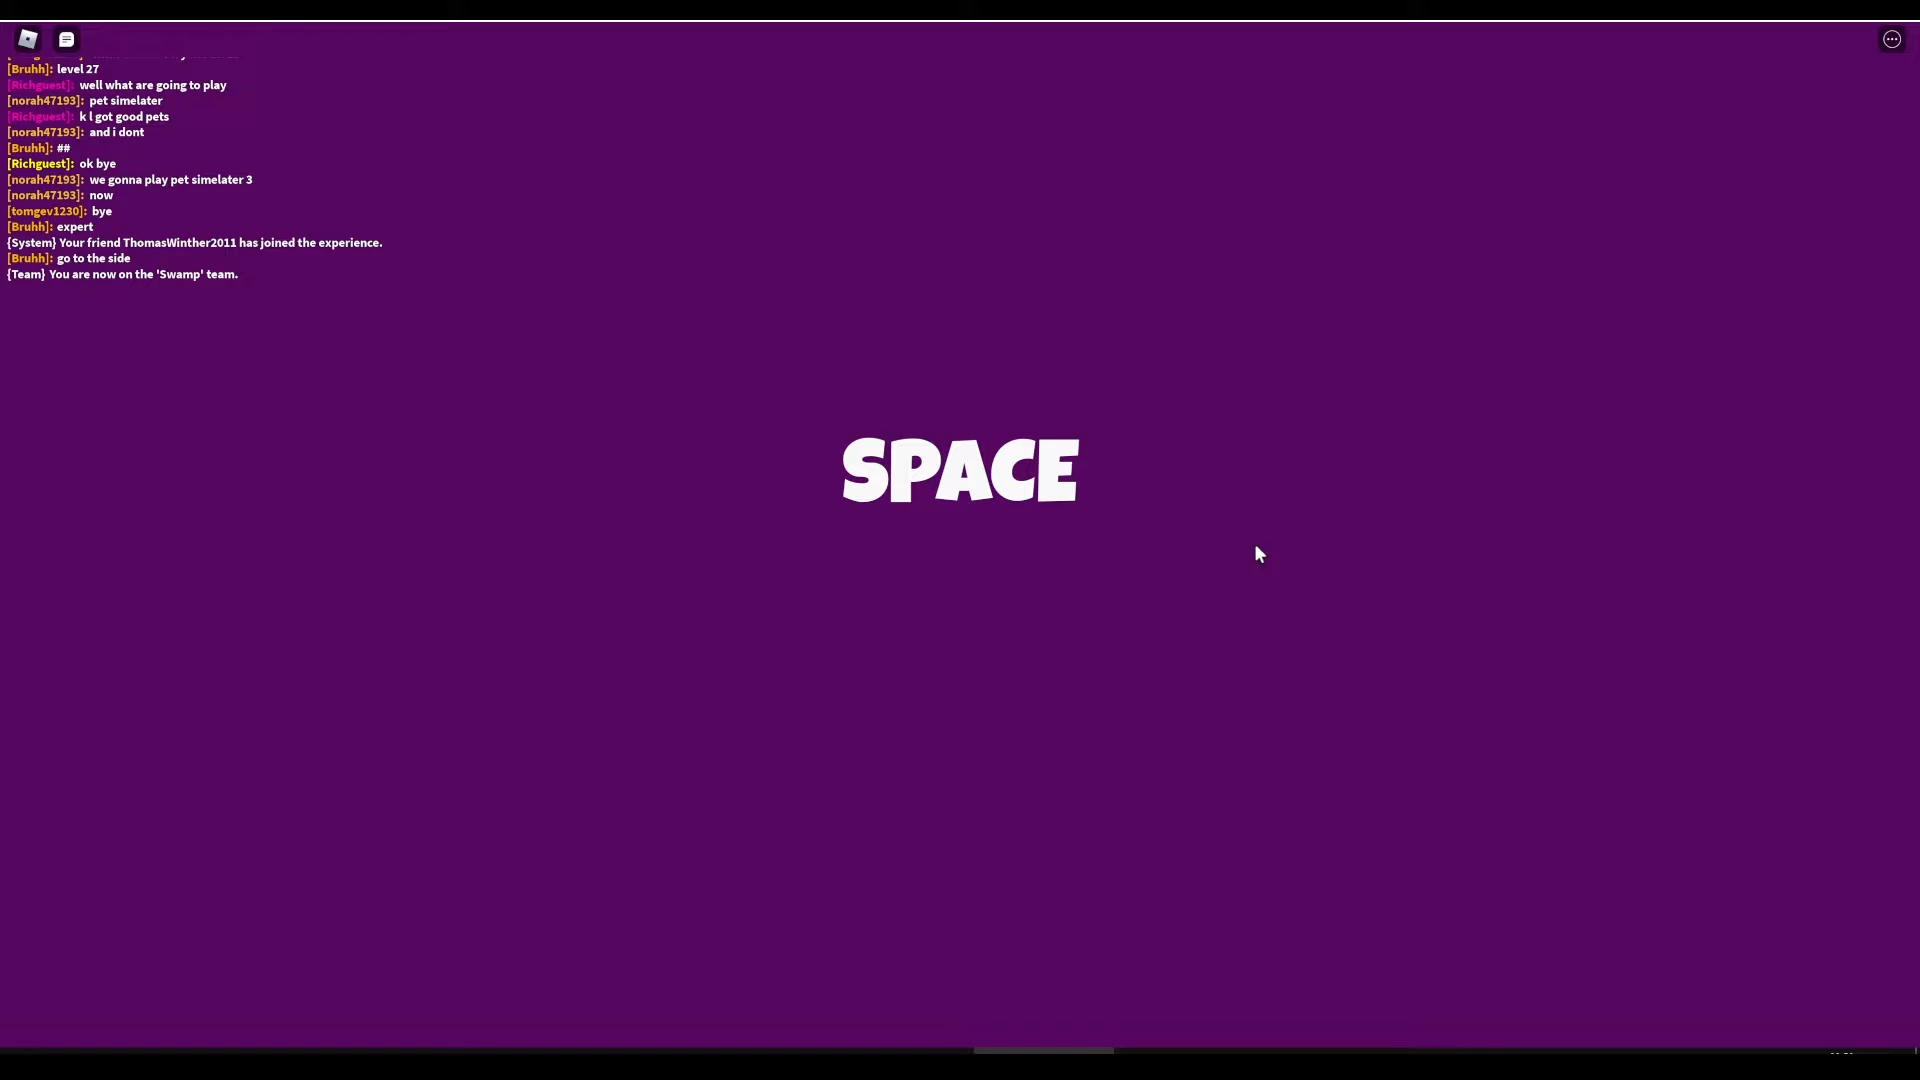 [Bruhh]: level 27
[Richguest]: well what are going to play
[norah47193]: pet simelater
[Richguest]: k l got good pets
[norah47193]: and i dont
[Bruhh]: ##
[Richguest]: ok bye
[norah47193]: we gonna play pet simelater 3
[norah47193]: now
[tomgev1230]: bye
[Bruhh]: expert
{System} Your friend ThomasWinther2011 has joined the experience.
[Bruhh]: go to the side
{Team} You are now on the 'Swamp' team.
SPACE